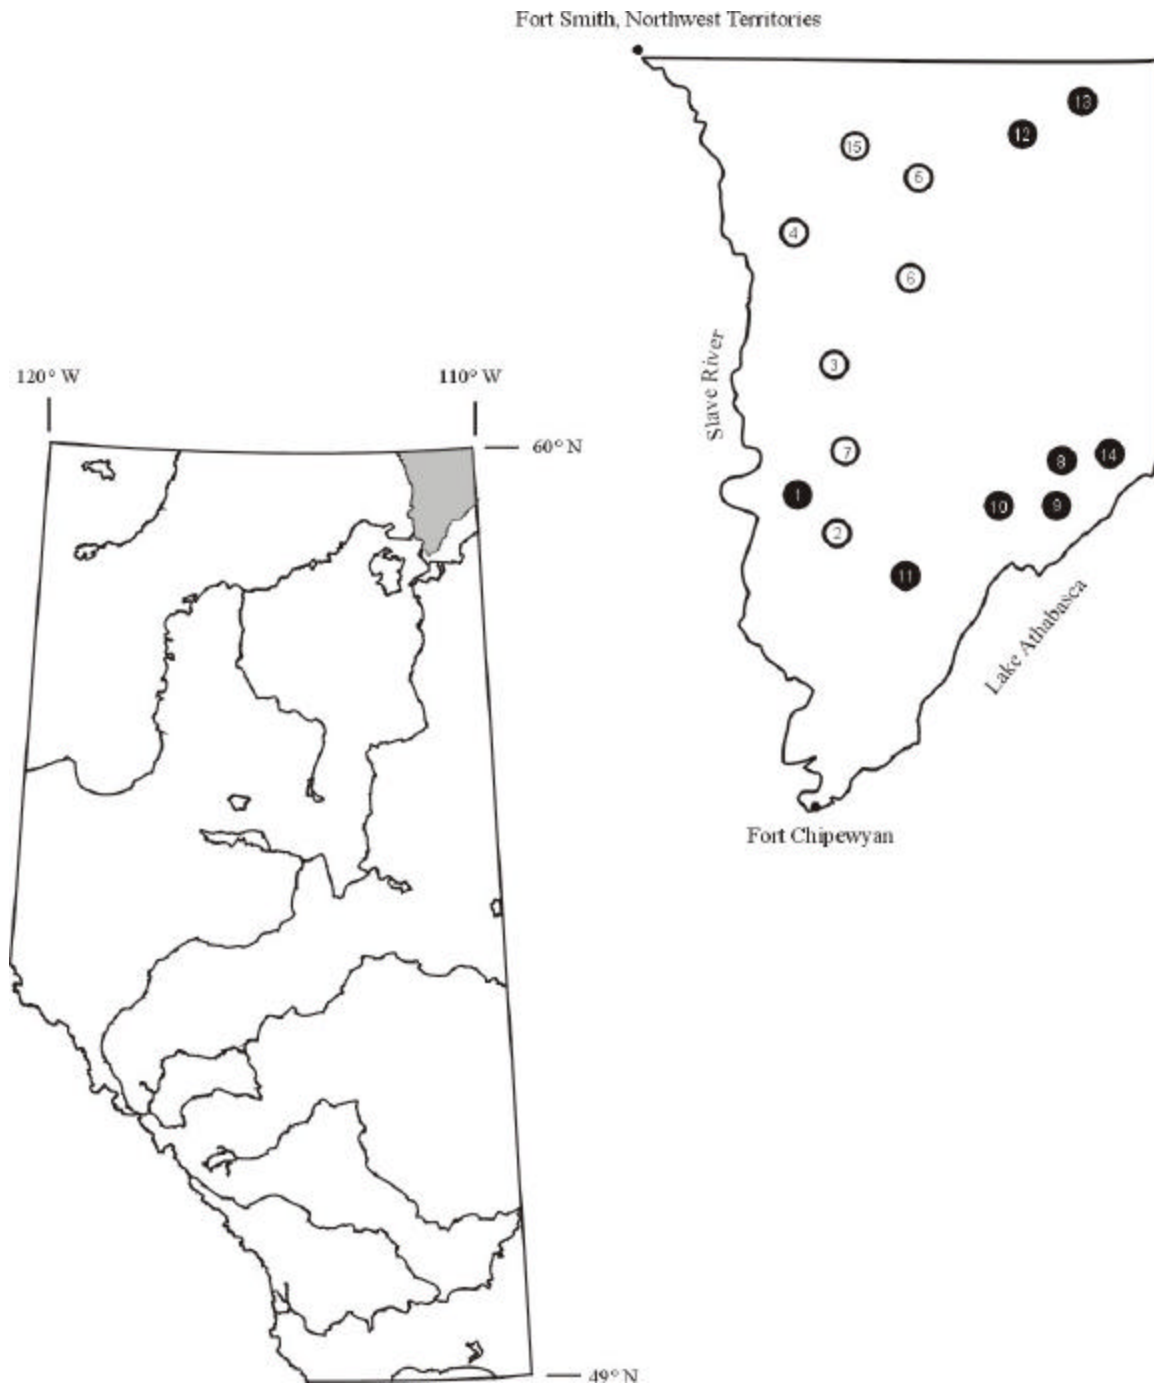 Fort Smith, Northwest Territories
13
12
15
5
4
6
Slave River
3
7
8
14
1
10
9
2
11
Lake Athabasca
Fort Chipewyan
120° W
110° W
60° N
49° N